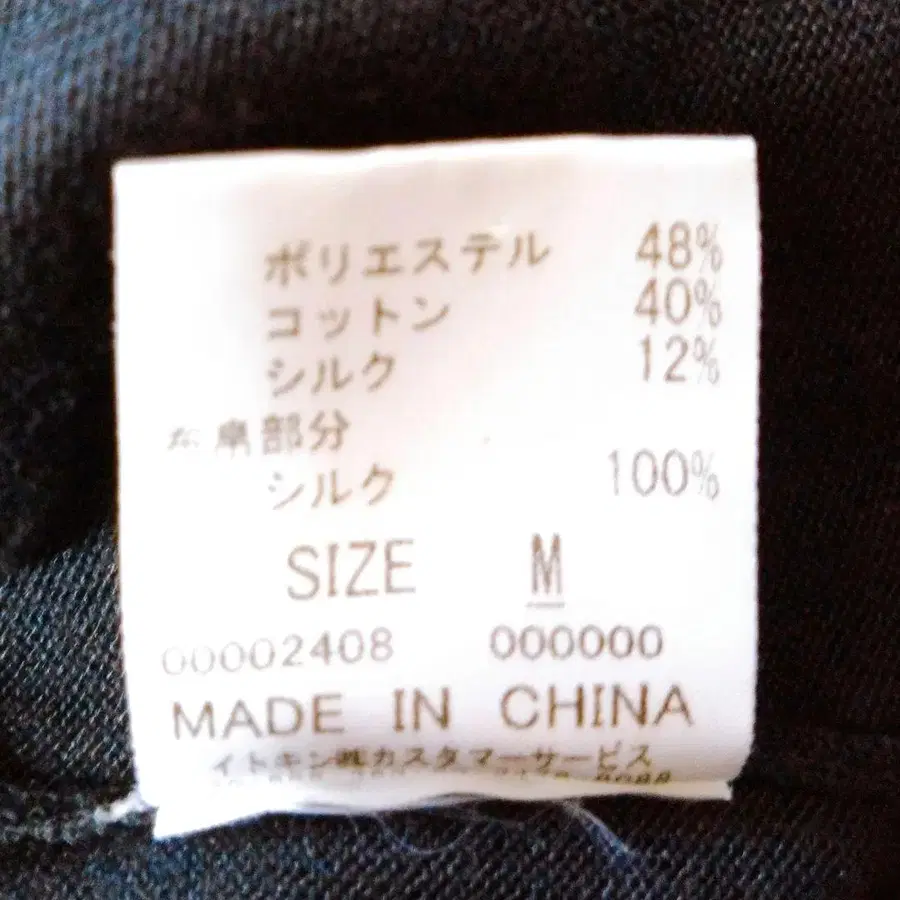 ポリエステル 48%
コットン 40%
シルク 12%
部分
シルク 100%
SIZE M
00002408 000000
MADE IN CHINA
イトキン㈱カスタマーサービス